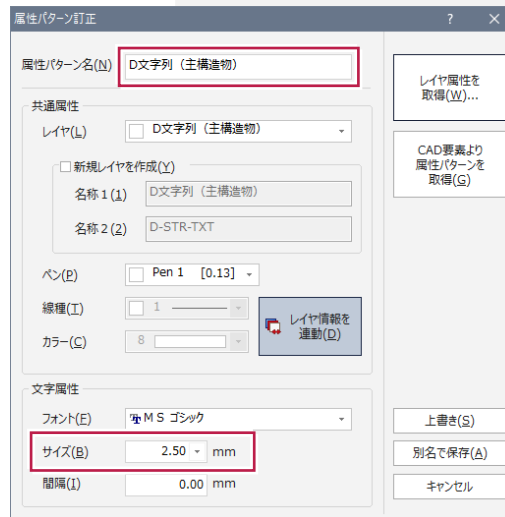 属性パターン訂正 ? ×
属性パターン名(N) D文字列（主構造物）
レイヤ属性を
取得(W)...
共通属性
レイヤ(L) D文字列（主構造物）
CAD要素より
属性パターンを
取得(G)
新規レイヤを作成(Y)
名称１(1) D文字列（主構造物）
名称２(2) D-STR-TXT
ペン(P) Pen 1 [0.13]
線種(T) 1
カラー(C) 8
レイヤ情報を
連動(D)
文字属性
フォント(F) ＭＳ ゴシック
上書き(S)
サイズ(B) 2.50 mm
別名で保存(A)
間隔(I) 0.00 mm
キャンセル